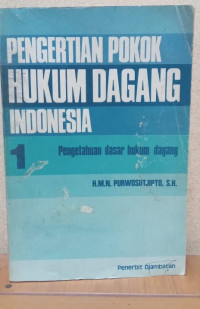 PENGERTIAN POKOK
HUKUM DAGANG
INDONESIA
1
Pengetahuan dasar hukum dagang
H.M.N. PURWOSUTJIPTO, S.H.
Penerbit Djambatan